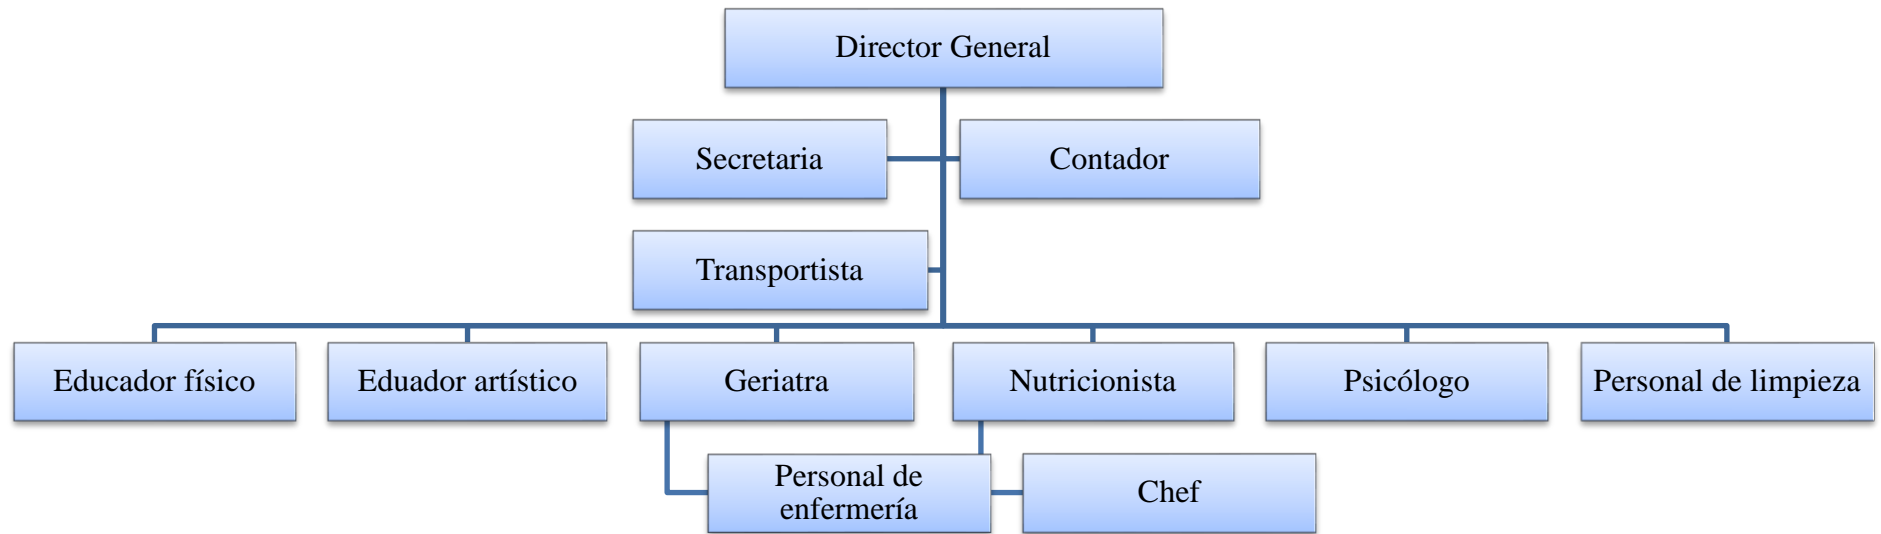 Director General
Secretaria
Contador
Transportista
Educador físico
Eduador artístico
Geriatra
Nutricionista
Psicólogo
Personal de limpieza
Personal de
enfermería
Chef